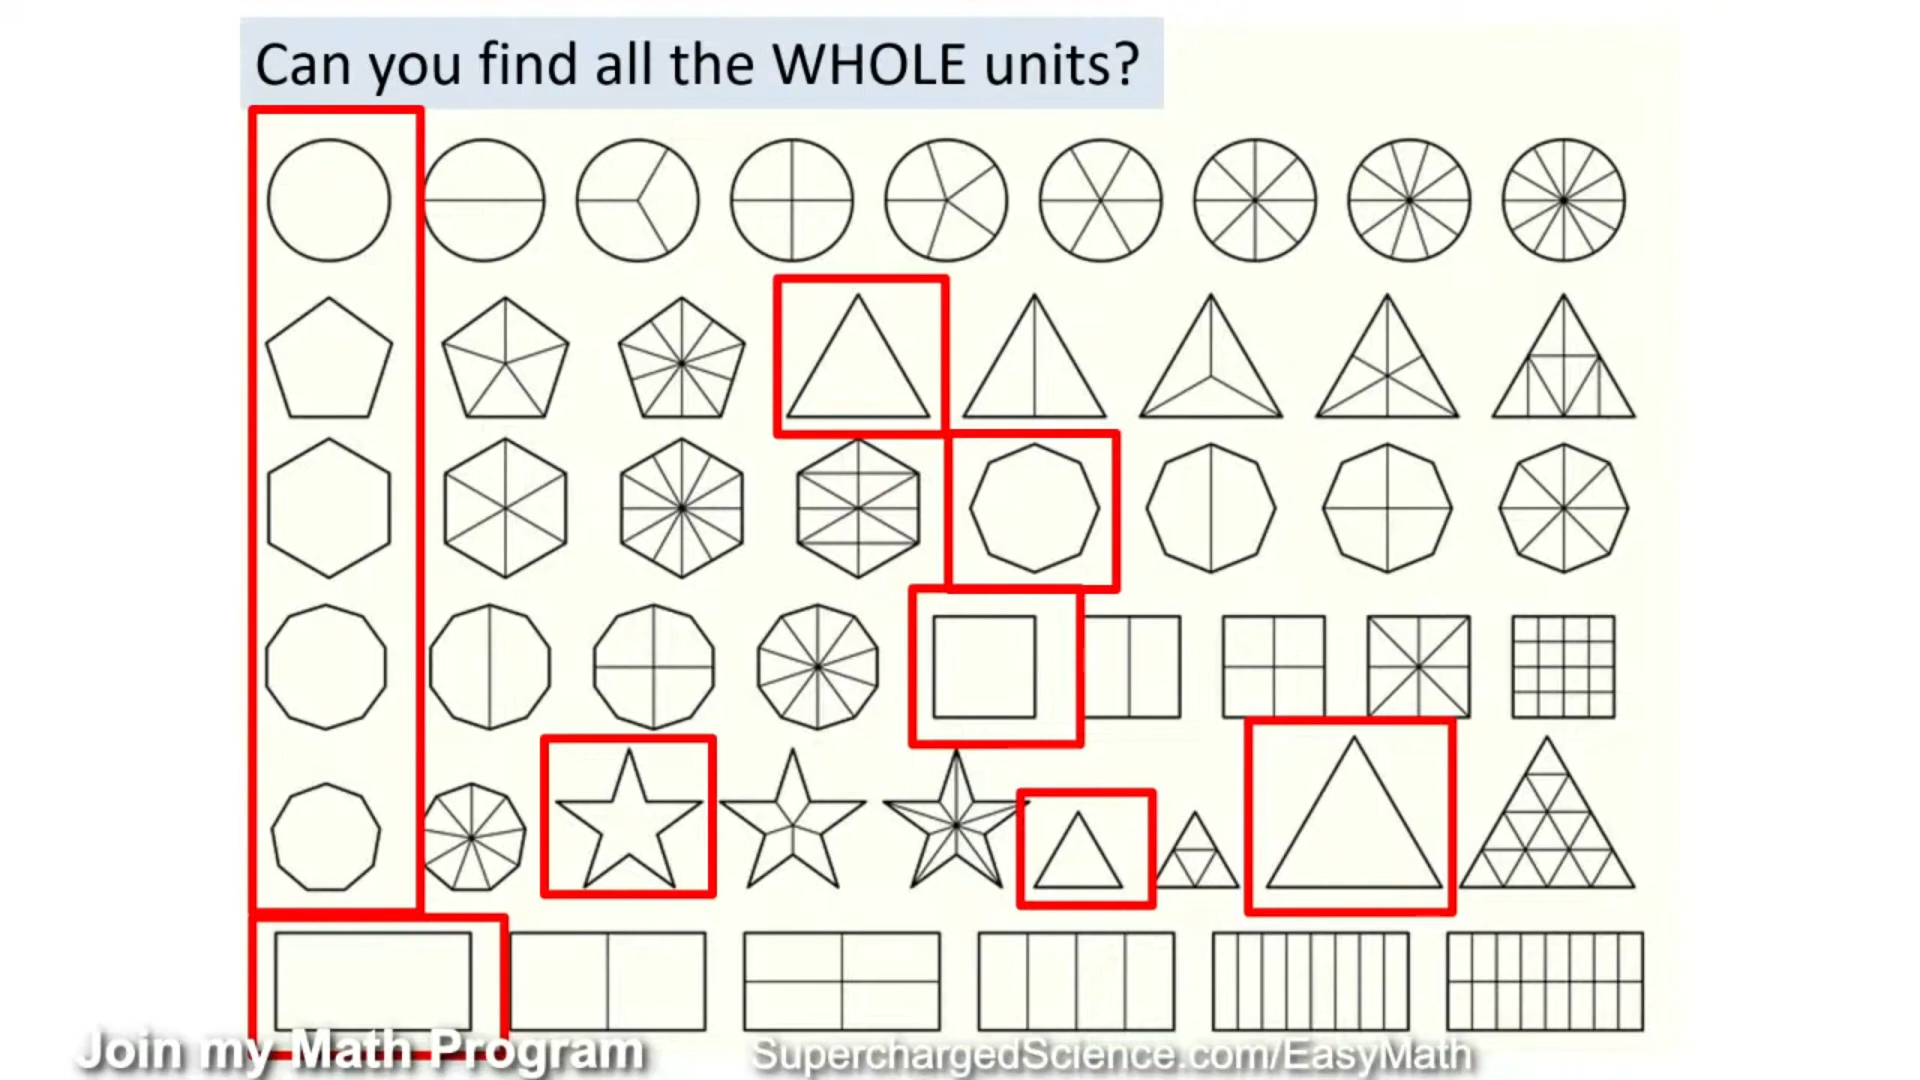 Can you find all the WHOLE units?
Join my Math Program
SuperchargedScience.com/EasyMath